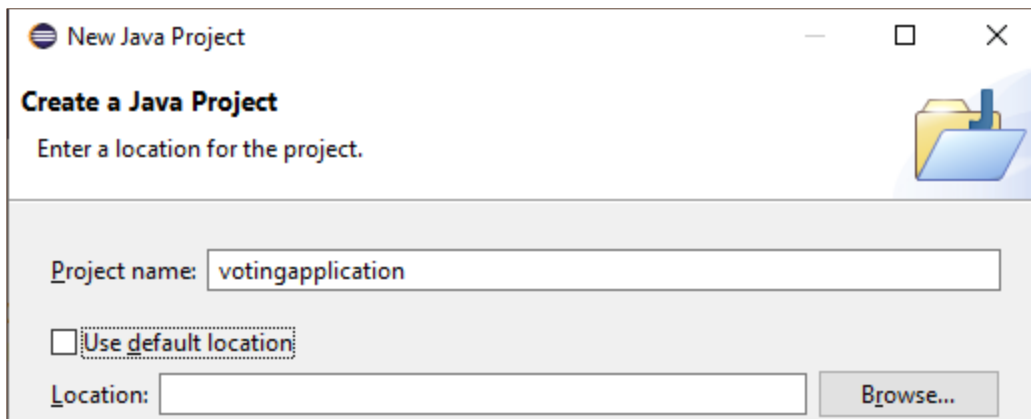 New Java Project
Create a Java Project
Enter a location for the project.
Project name: votingapplication
Use default location
Location: Browse...